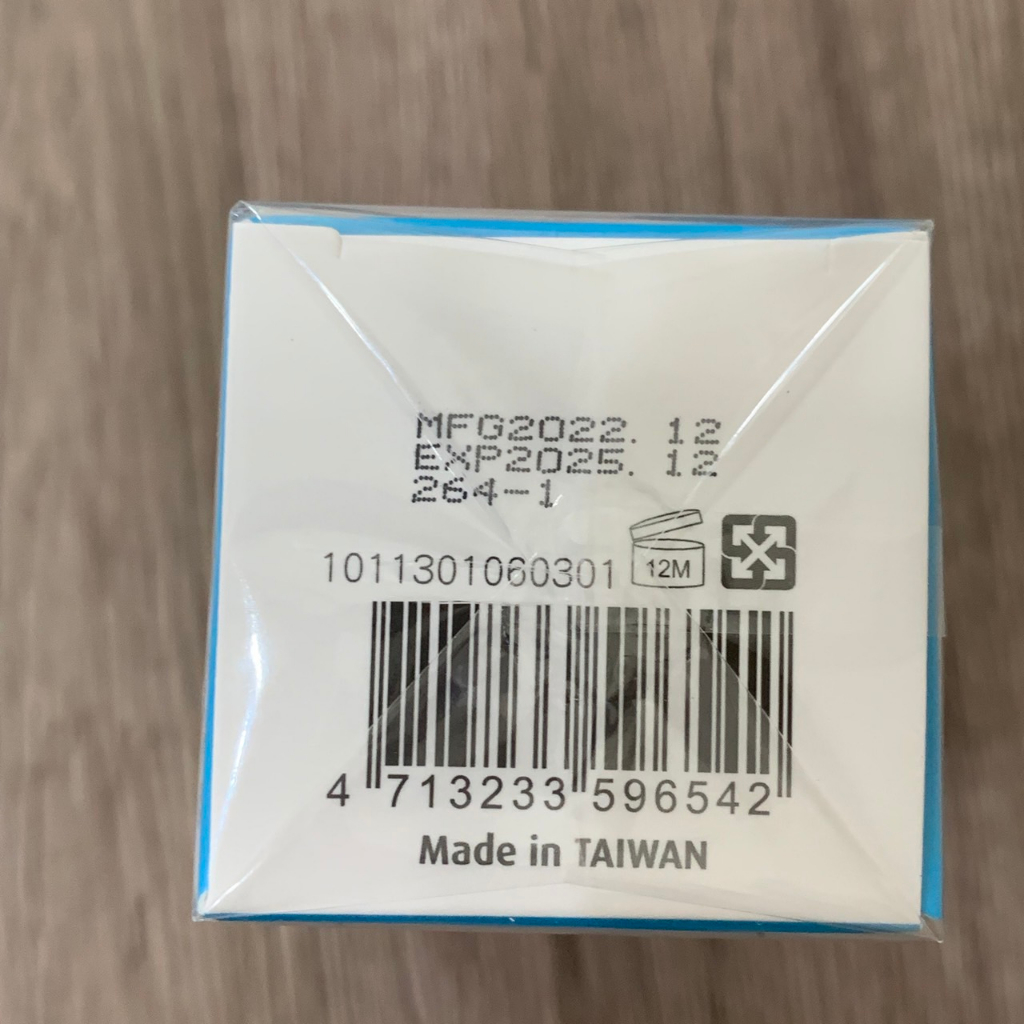 MFG2022. 12
EXP2025. 12
264-1
1011301060301
12M
4 713233 596542
Made in TAIWAN